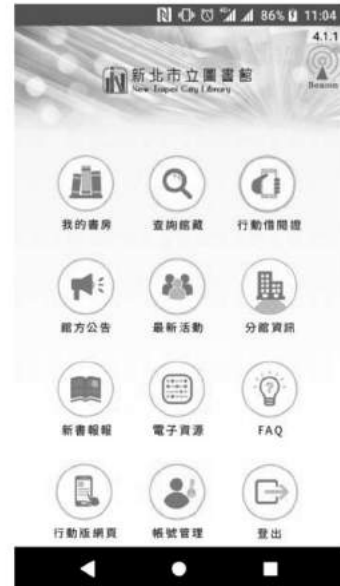 86% 11:04
4.1.1
新北市立圖書館
New Taipei City Library
Beacon
我的書房 查詢館藏 行動借閱證
館方公告 最新活動 分館資訊
新書報報 電子資源 FAQ
行動版網頁 帳號管理 登出